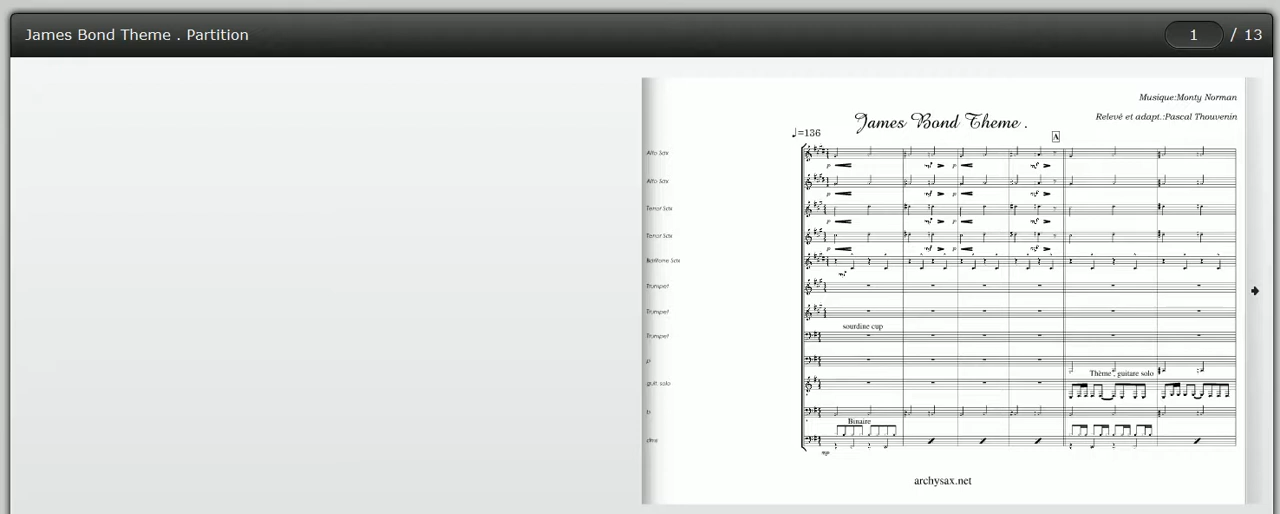 James Bond Theme . Partition
1 / 13
Musique:Monty Norman
James Bond Theme .
Relevé et adapt.:Pascal Thouvenin
♩=136
A
Alto Sax
Alto Sax
Tenor Sax
Tenor Sax
Baritone Sax
Trumpet
Trumpet
sourdine cup
Trumpet
Thème , guitare solo
guit. solo
Binaire
archysax.net